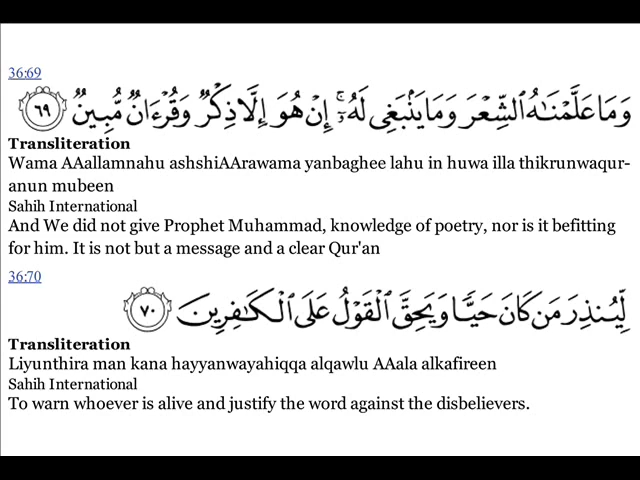 36:69
وَمَا عَلَّمْنَٰهُ ٱلشِّعْرَ وَمَا يَنۢبَغِى لَهُۥٓ ۚ إِنْ هُوَ إِلَّا ذِكْرٌ وَقُرْءَانٌ مُّبِينٌ ٦٩
Transliteration
Wama AAallamnahu ashshiAArawama yanbaghee lahu in huwa illa thikrunwaqur-
anun mubeen
Sahih International
And We did not give Prophet Muhammad, knowledge of poetry, nor is it befitting
for him. It is not but a message and a clear Qur'an
36:70
لِّيُنذِرَ مَن كَانَ حَيًّا وَيَحِقَّ ٱلْقَوْلُ عَلَى ٱلْكَٰفِرِينَ ٧٠
Transliteration
Liyunthira man kana hayyanwayahiqqa alqawlu AAala alkafireen
Sahih International
To warn whoever is alive and justify the word against the disbelievers.